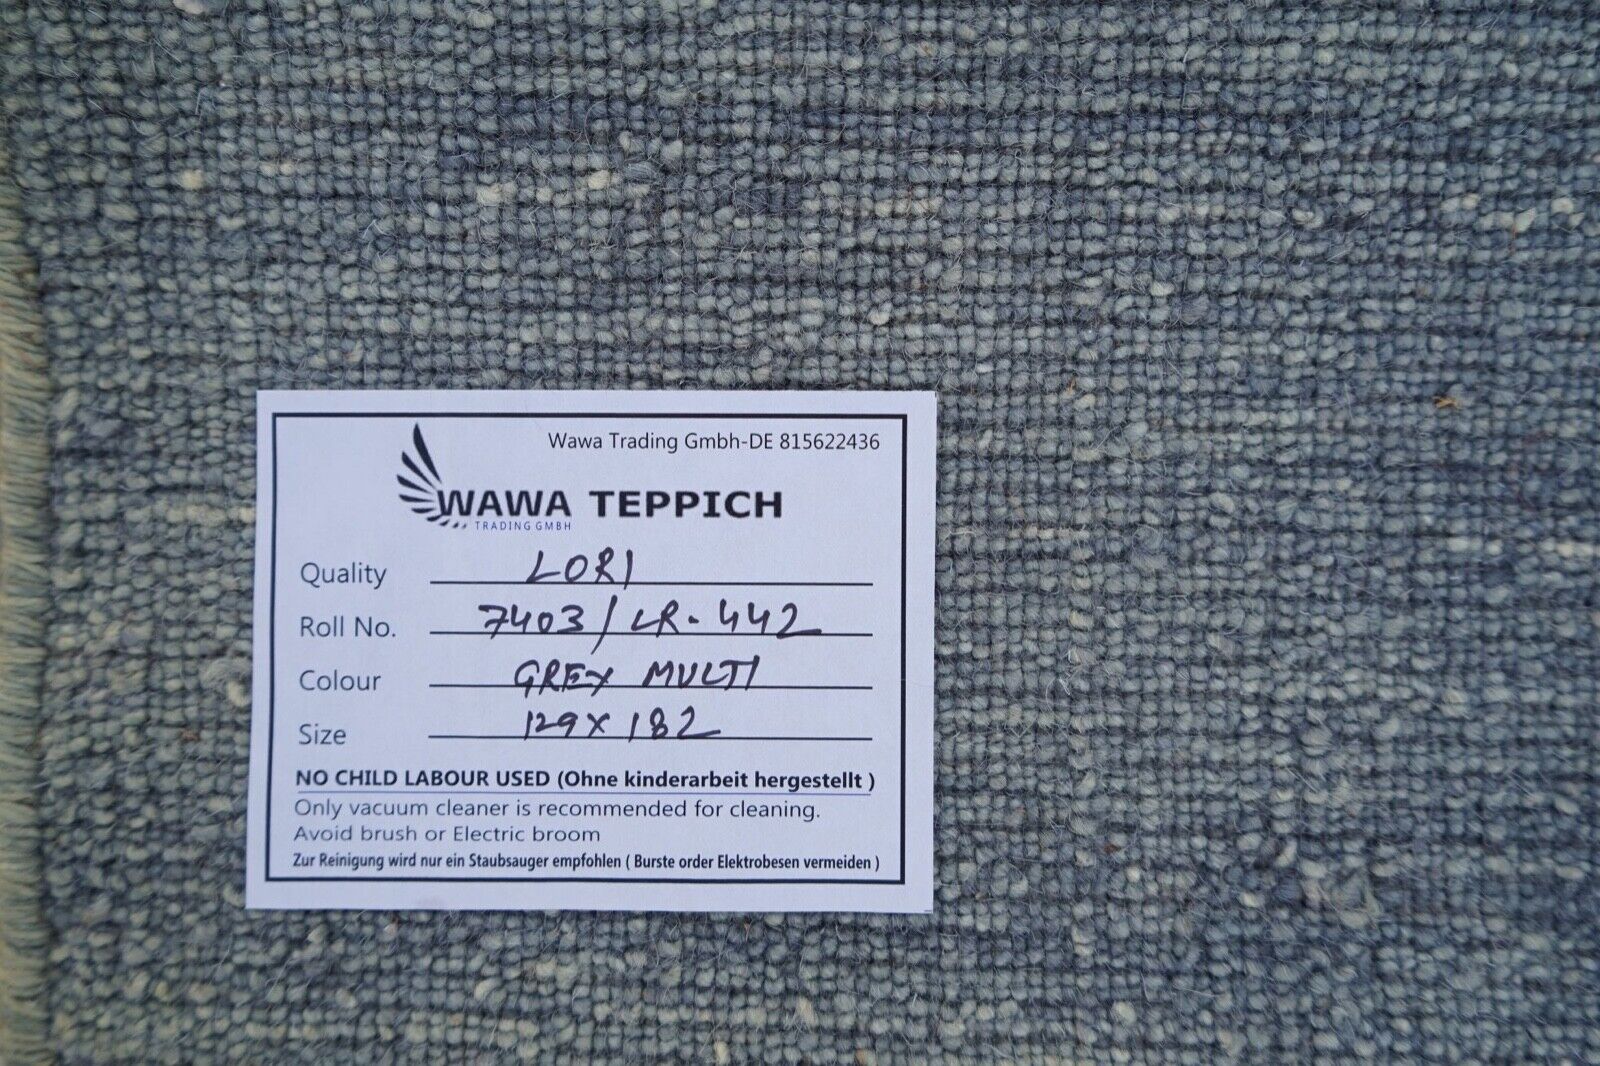 Wawa Trading Gmbh-DE 815622436
WAWA TEPPICH
TRADING GMBH
Quality LORI
Roll No. 7403/LR-442
Colour GREY MULTI
Size 129X182
NO CHILD LABOUR USED (Ohne kinderarbeit hergestellt )
Only vacuum cleaner is recommended for cleaning.
Avoid brush or Electric broom
Zur Reinigung wird nur ein Staubsauger empfohlen ( Burste order Elektrobesen vermeiden )